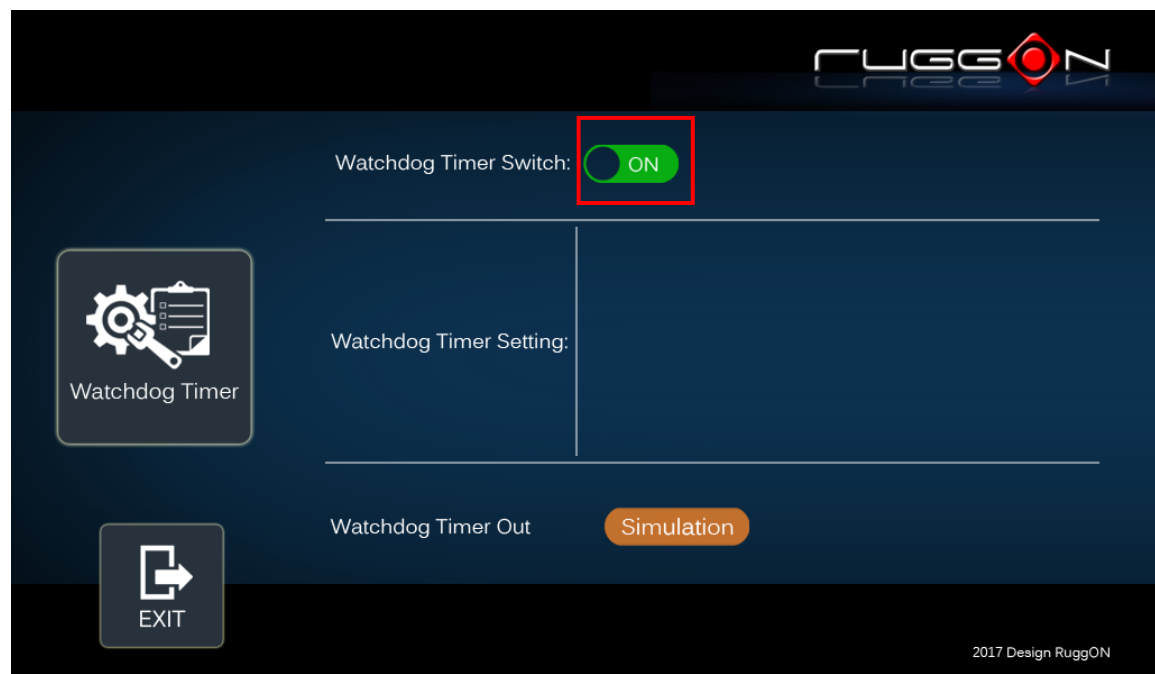 ruggON
Watchdog Timer Switch:
ON
Watchdog Timer Setting:
Watchdog Timer
Watchdog Timer Out
Simulation
EXIT
2017 Design RuggON